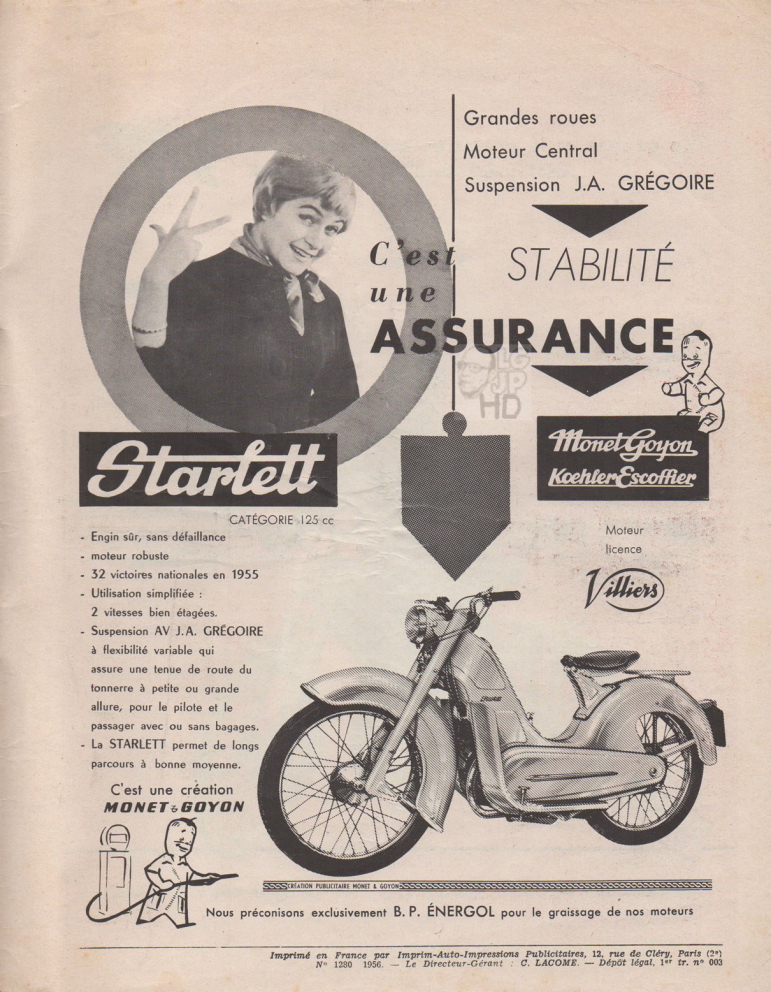 Grandes roues
Moteur Central
Suspension J.A. GRÉGOIRE
STABILITÉ
C'est
une
ASSURANCE
LG
JP
HD
Starlett
Monet Goyon
Koehler Escoffier
CATÉGORIE 125 cc
- Engin sûr, sans défaillance
- moteur robuste
- 32 victoires nationales en 1955
- Utilisation simplifiée :
2 vitesses bien étagées.
- Suspension AV J.A. GRÉGOIRE
à flexibilité variable qui
assure une tenue de route du
tonnerre à petite ou grande
allure, pour le pilote et le
passager avec ou sans bagages.
- La STARLETT permet de longs
parcours à bonne moyenne.
Moteur
licence
Villiers
C'est une création
MONET & GOYON
CRÉATION PUBLICITAIRE MONET & GOYON
Nous préconisons exclusivement B. P. ÉNERGOL pour le graissage de nos moteurs
Imprimé en France par Imprim-Auto-Impressions Publicitaires, 12, rue de Cléry, Paris (2e)
N° 1280 1956. — Le Directeur-Gérant : C. LACOME. — Dépôt légal, 1er tr. n° 003